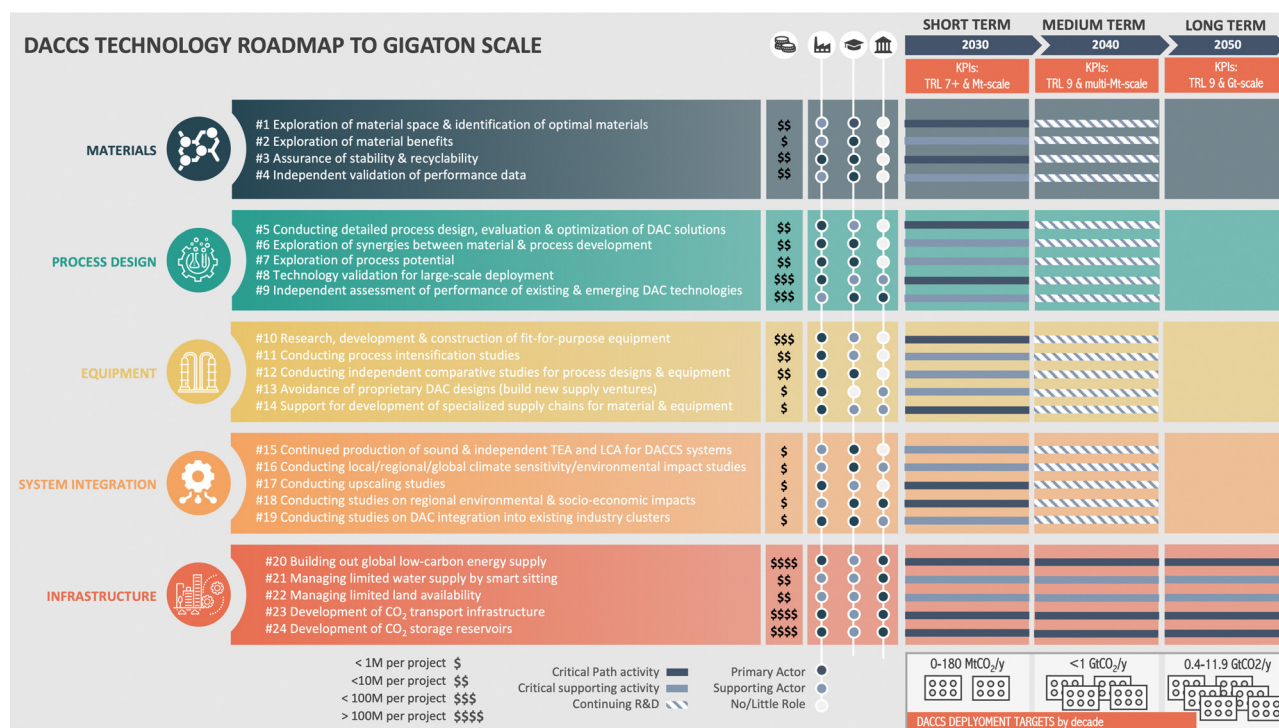 DACCS TECHNOLOGY ROADMAP TO GIGATON SCALE
SHORT TERM
MEDIUM TERM
LONG TERM
2030
2040
2050
KPIs:
TRL 7+ & Mt-scale
KPIs:
TRL 9 & multi-Mt-scale
KPIs:
TRL 9 & Gt-scale
MATERIALS
#1 Exploration of material space & identification of optimal materials $$
#2 Exploration of material benefits $
#3 Assurance of stability & recyclability $$
#4 Independent validation of performance data $$
PROCESS DESIGN
#5 Conducting detailed process design, evaluation & optimization of DAC solutions $$
#6 Exploration of synergies between material & process development $$
#7 Exploration of process potential $$
#8 Technology validation for large-scale deployment $$$
#9 Independent assessment of performance of existing & emerging DAC technologies $$$
EQUIPMENT
#10 Research, development & construction of fit-for-purpose equipment $$$
#11 Conducting process intensification studies $$
#12 Conducting independent comparative studies for process designs & equipment $$
#13 Avoidance of proprietary DAC designs (build new supply ventures) $
#14 Support for development of specialized supply chains for material & equipment $
SYSTEM INTEGRATION
#15 Continued production of sound & independent TEA and LCA for DACCS systems $
#16 Conducting local/regional/global climate sensitivity/environmental impact studies $
#17 Conducting upscaling studies $
#18 Conducting studies on regional environmental & socio-economic impacts $
#19 Conducting studies on DAC integration into existing industry clusters $
INFRASTRUCTURE
#20 Building out global low-carbon energy supply $$$$
#21 Managing limited water supply by smart sitting $$
#22 Managing limited land availability $$
#23 Development of CO₂ transport infrastructure $$$$
#24 Development of CO₂ storage reservoirs $$$$
< 1M per project $
<10M per project $$
< 100M per project $$$
> 100M per project $$$$
Critical Path activity
Critical supporting activity
Continuing R&D
Primary Actor
Supporting Actor
No/Little Role
0-180 MtCO₂/y
<1 GtCO₂/y
0.4-11.9 GtCO2/y
DACCS DEPLYOMENT TARGETS by decade